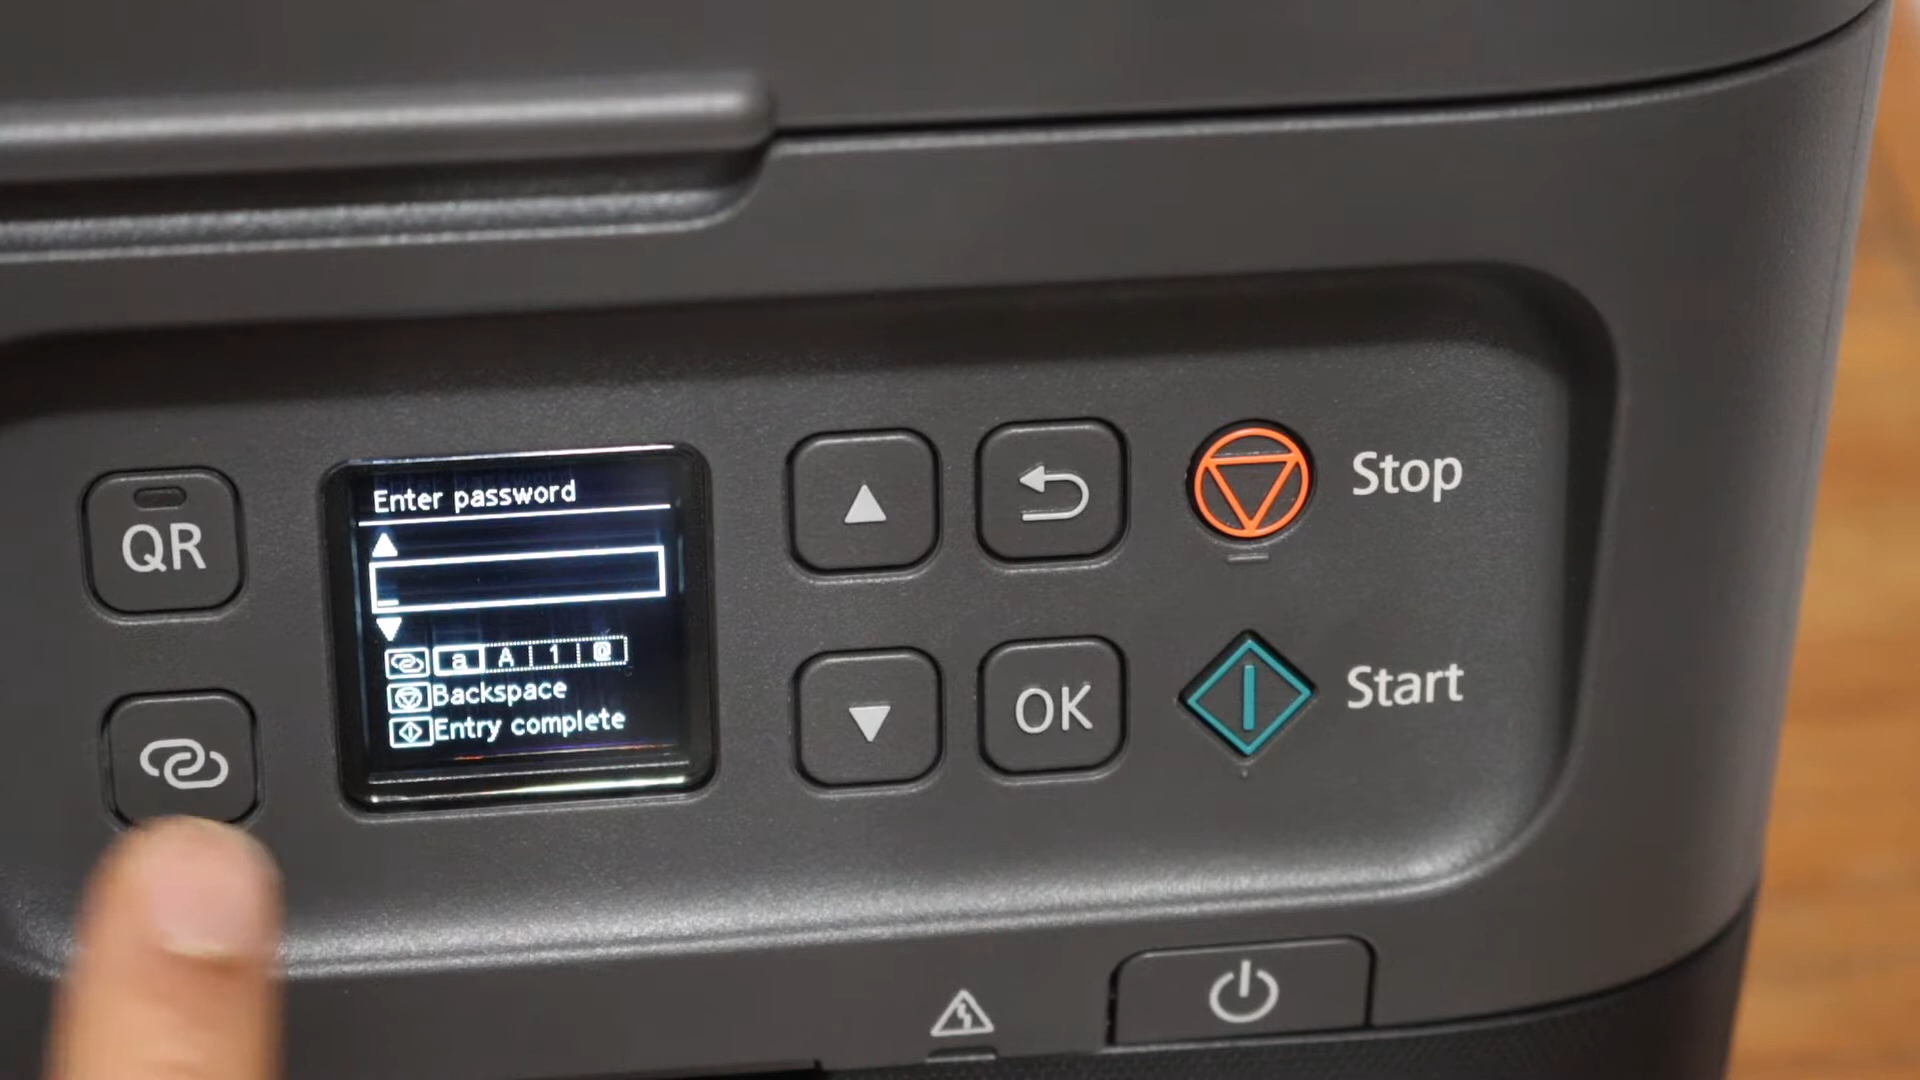 QR
Enter password
a A 1 @
Backspace
Entry complete
OK
Stop
Start